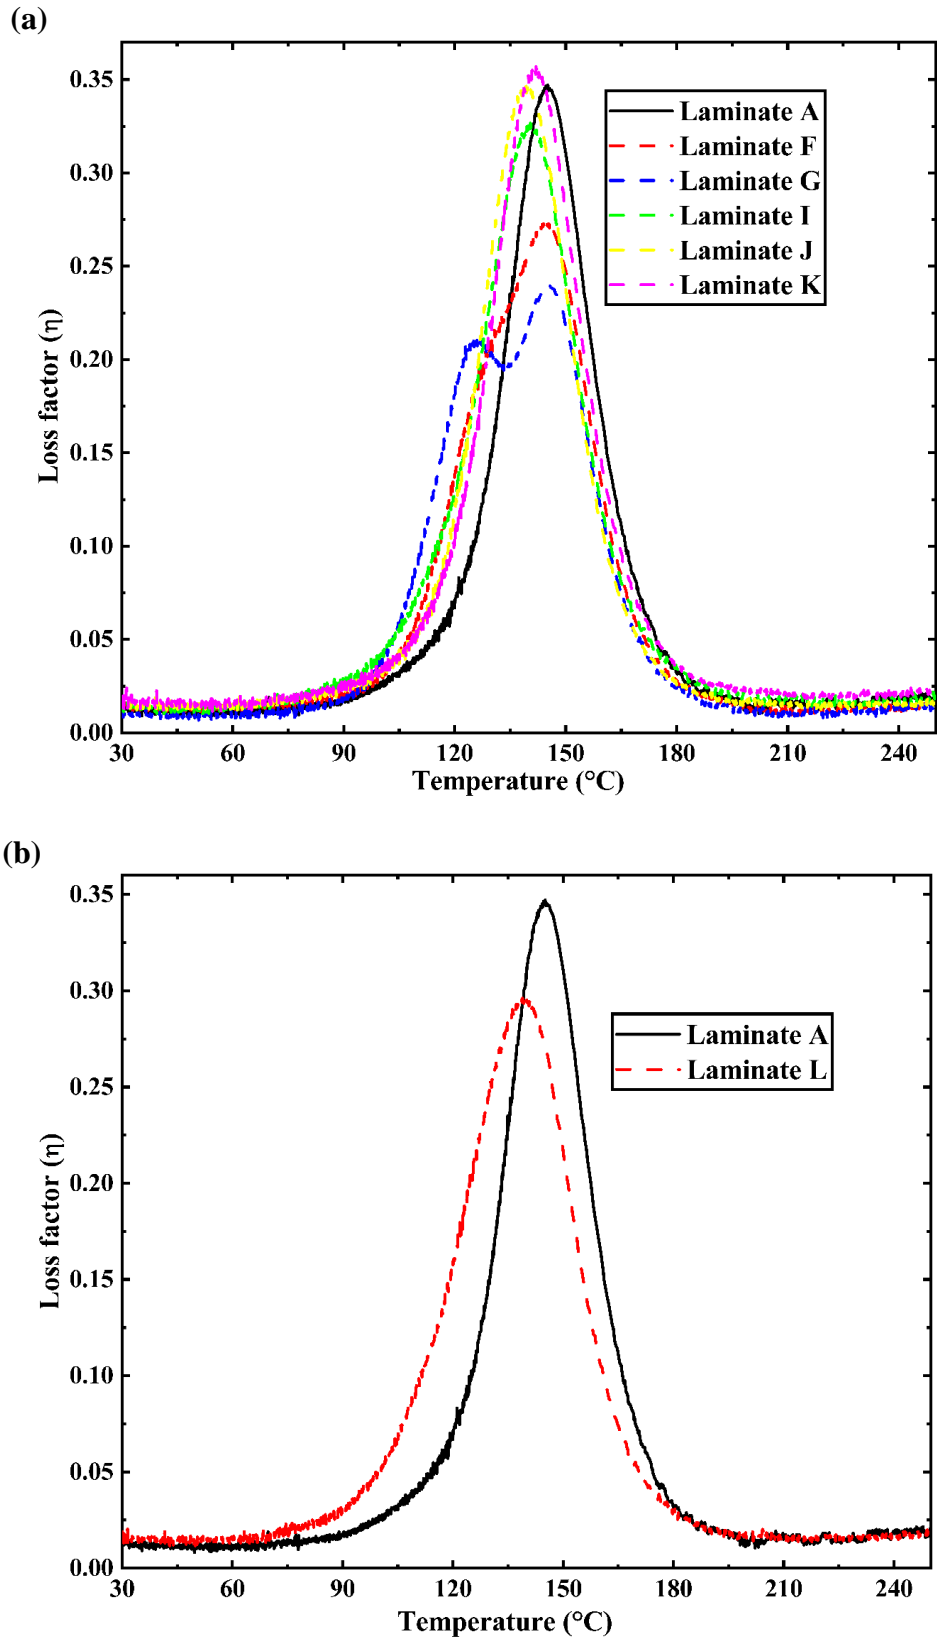 (a)
0.35
0.30
0.25
0.20
0.15
0.10
0.05
0.00
Loss factor (η)
Laminate A
Laminate F
Laminate G
Laminate I
Laminate J
Laminate K
30 60 90 120 150 180 210 240
Temperature (°C)
(b)
0.35
0.30
0.25
0.20
0.15
0.10
0.05
0.00
Loss factor (η)
Laminate A
Laminate L
30 60 90 120 150 180 210 240
Temperature (°C)